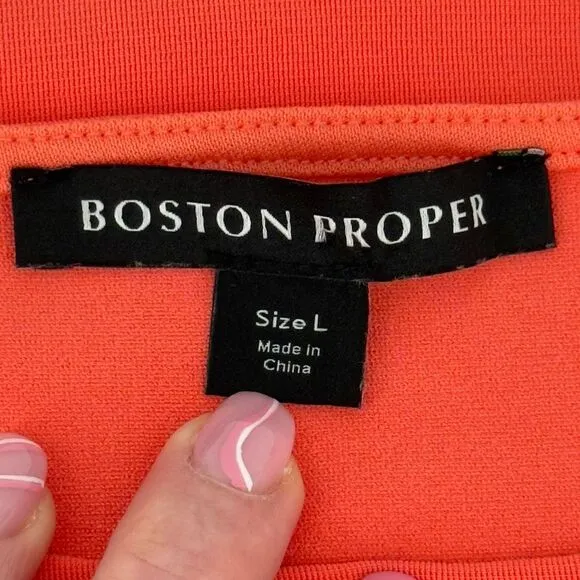 BOSTON PROPER
Size L
Made in
China